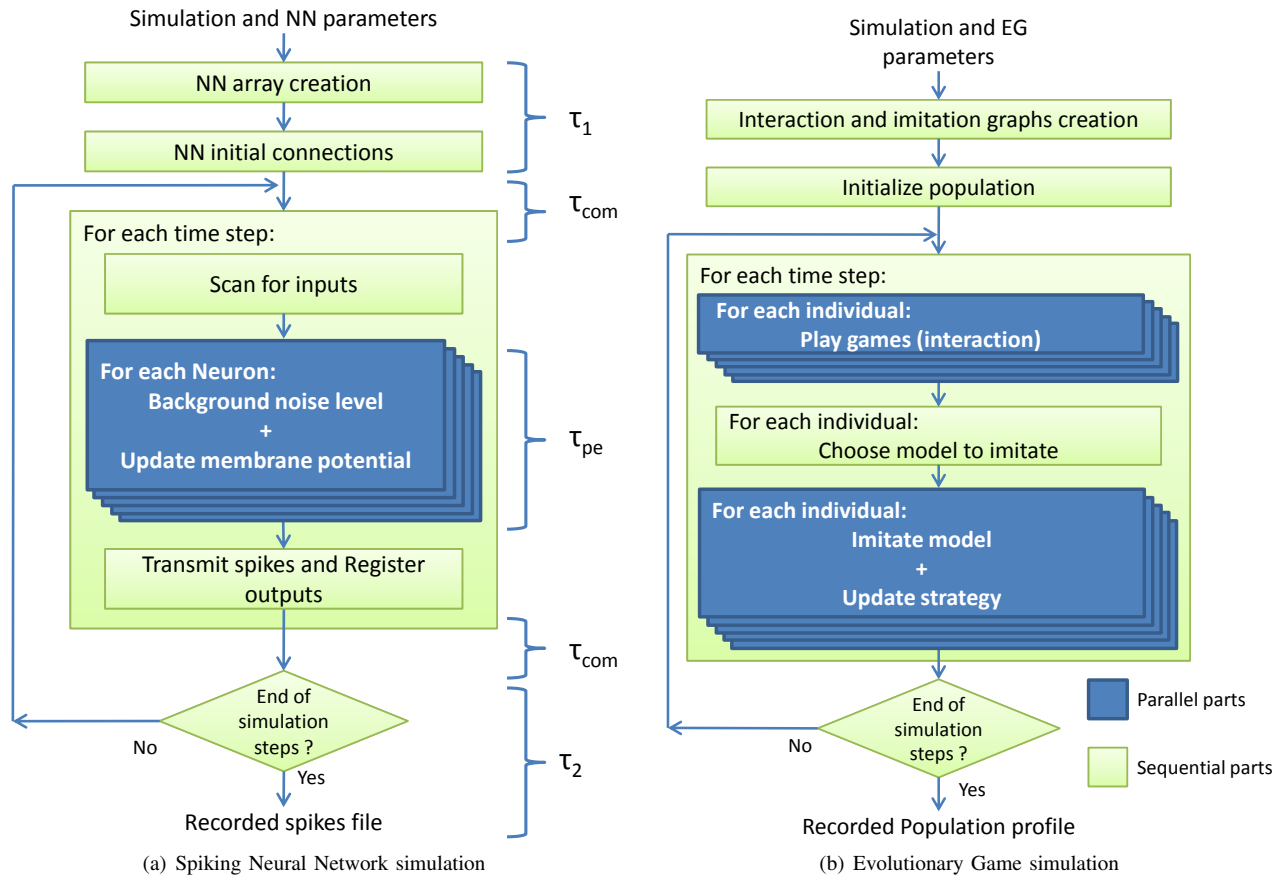 Simulation and NN parameters
NN array creation
NN initial connections
τ1
τcom
For each time step:
Scan for inputs
For each Neuron:
Background noise level
+
Update membrane potential
τpe
Transmit spikes and Register
outputs
τcom
End of
simulation
steps ?
No
Yes
τ2
Recorded spikes file
(a) Spiking Neural Network simulation
Simulation and EG
parameters
Interaction and imitation graphs creation
Initialize population
For each time step:
For each individual:
Play games (interaction)
For each individual:
Choose model to imitate
For each individual:
Imitate model
+
Update strategy
End of
simulation
steps ?
No
Yes
Recorded Population profile
Parallel parts
Sequential parts
(b) Evolutionary Game simulation